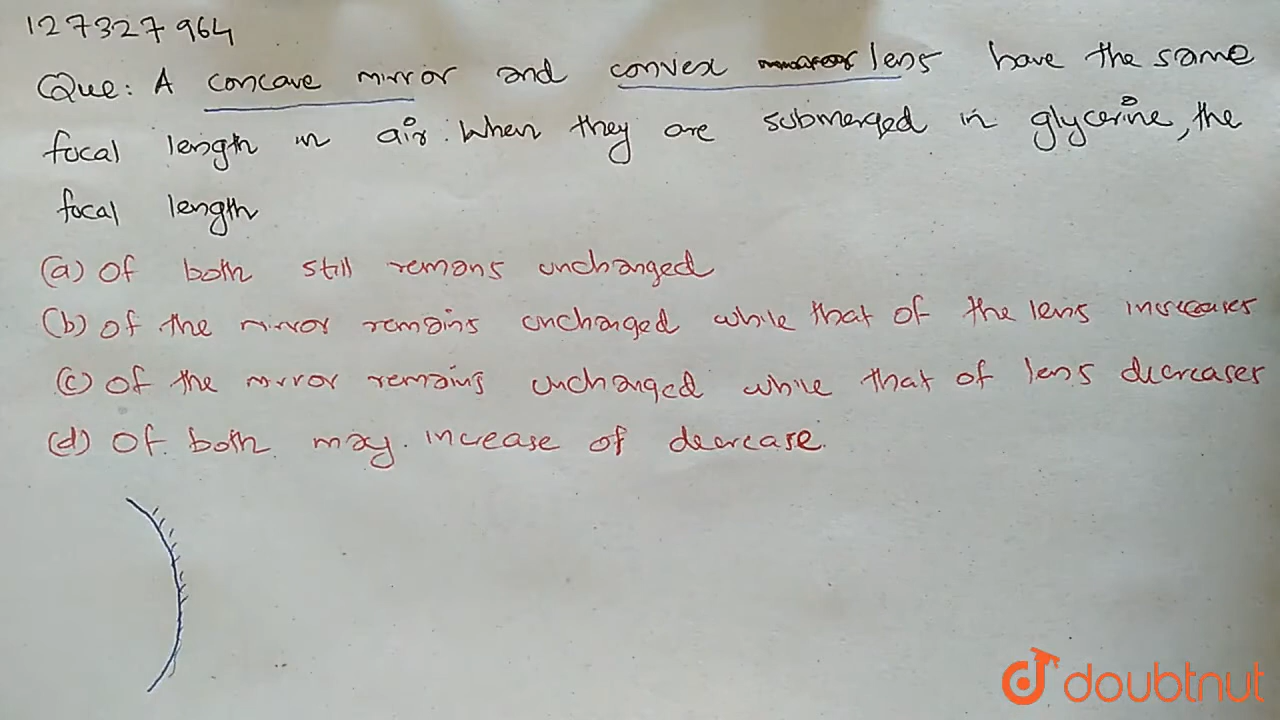 127327964
Que: A concave mirror and convex lens have the same
focal length in air. When they are submerged in glycerine, the
focal length
(a) Of both still remans unchanged
(b) of the mirror remains unchanged while that of the lens increases
(c) of the mirror remains unchanged while that of lens decreases
(d) Of both may increase of decrease.
doubtnut